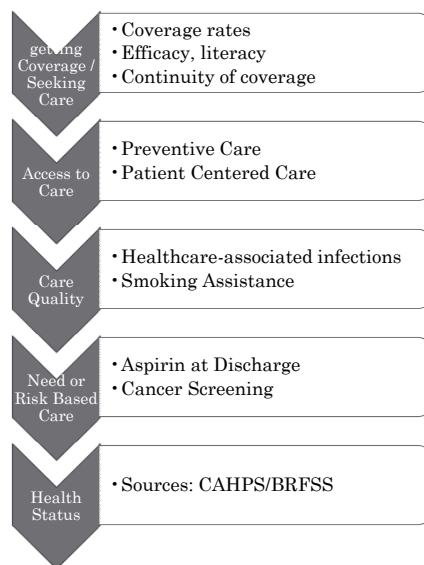 getting
Coverage /
Seeking
Care
• Coverage rates
• Efficacy, literacy
• Continuity of coverage
Access to
Care
• Preventive Care
• Patient Centered Care
Care
Quality
• Healthcare-associated infections
• Smoking Assistance
Need or
Risk Based
Care
• Aspirin at Discharge
• Cancer Screening
Health
Status
• Sources: CAHPS/BRFSS